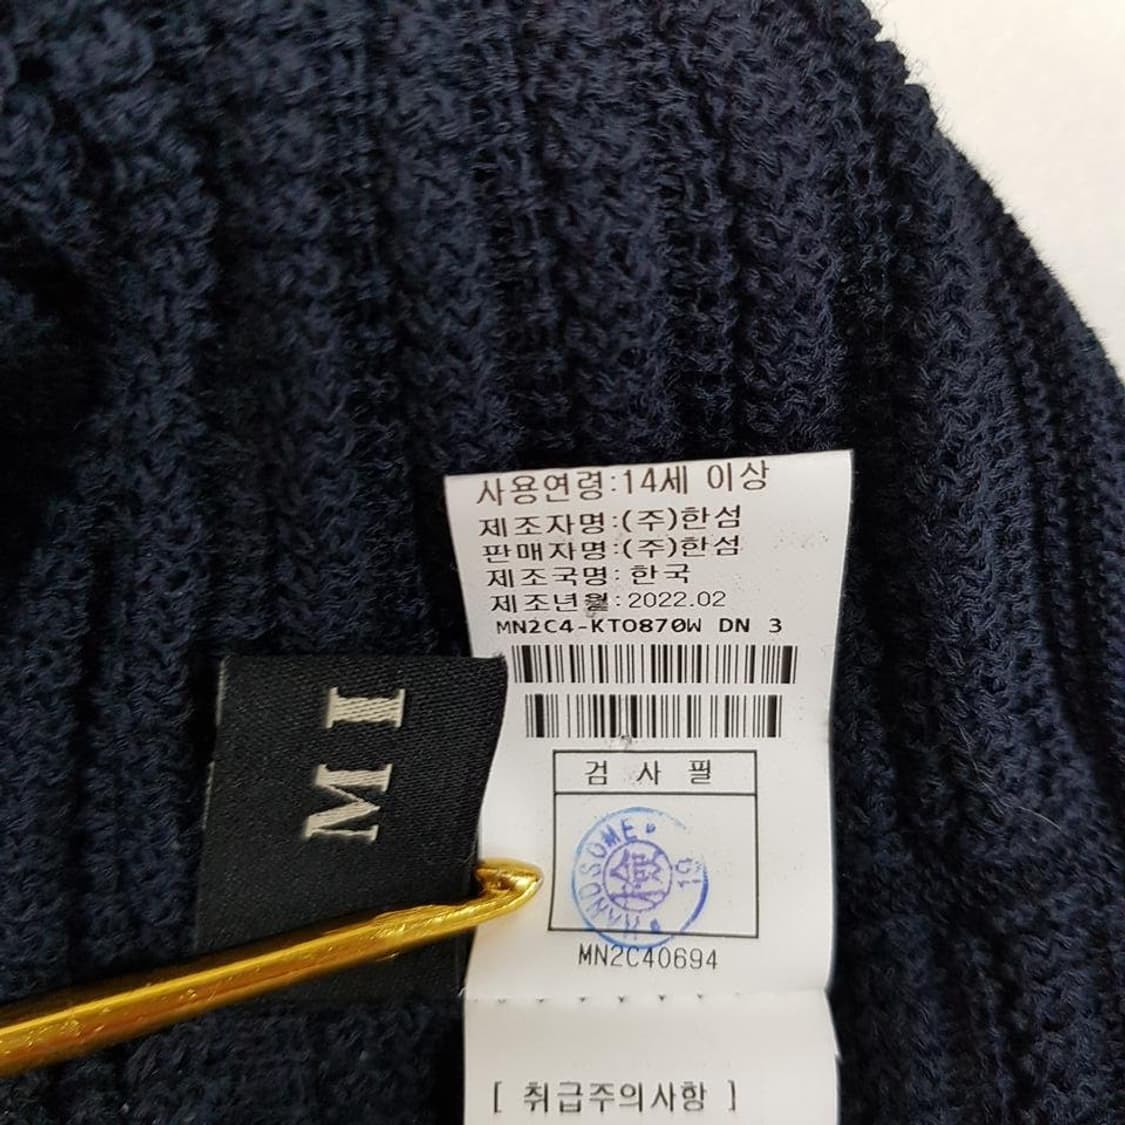 사용연령:14세 이상
제조자명:(주)한섬
판매자명:(주)한섬
제조국명: 한국
제조년월:2022.02
MN2C4-KTO870W DN 3
검 사 필
HANDSOME
19
MN2C40694
[ 취급주의사항 ]
MI